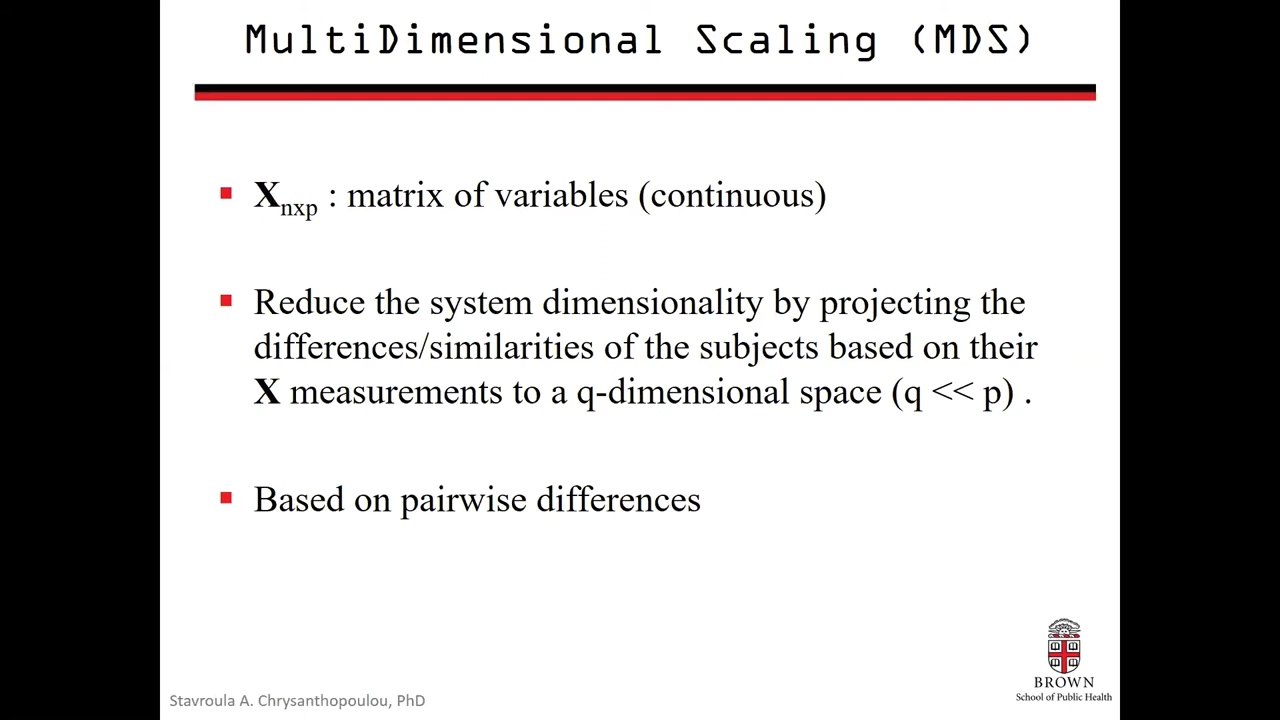 MultiDimensional Scaling (MDS)
▪ Xnxp : matrix of variables (continuous)
▪ Reduce the system dimensionality by projecting the
differences/similarities of the subjects based on their
X measurements to a q-dimensional space (q << p) .
▪ Based on pairwise differences
BROWN
School of Public Health
Stavroula A. Chrysanthopoulou, PhD